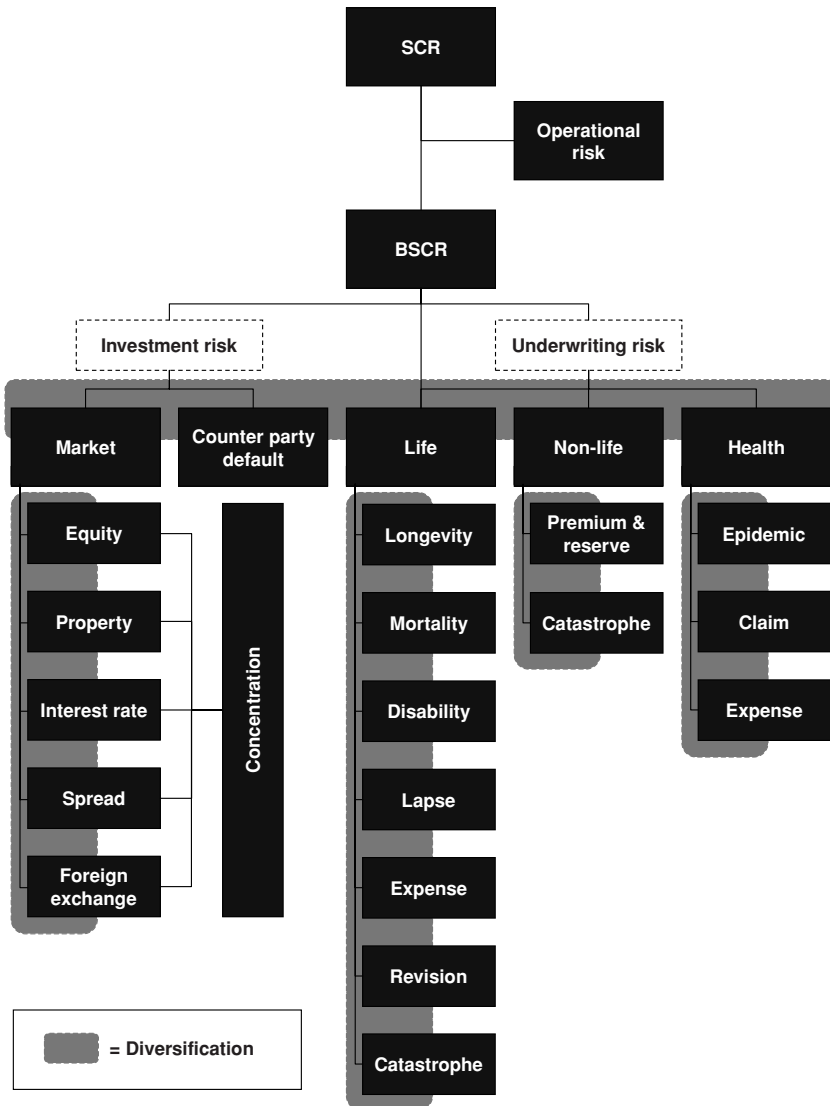 SCR
Operational
risk
BSCR
Investment risk
Underwriting risk
Market
Counter party
default
Life
Non-life
Health
Equity
Property
Interest rate
Spread
Foreign
exchange
Concentration
Longevity
Mortality
Disability
Lapse
Expense
Revision
Catastrophe
Premium &
reserve
Catastrophe
Epidemic
Claim
Expense
= Diversification